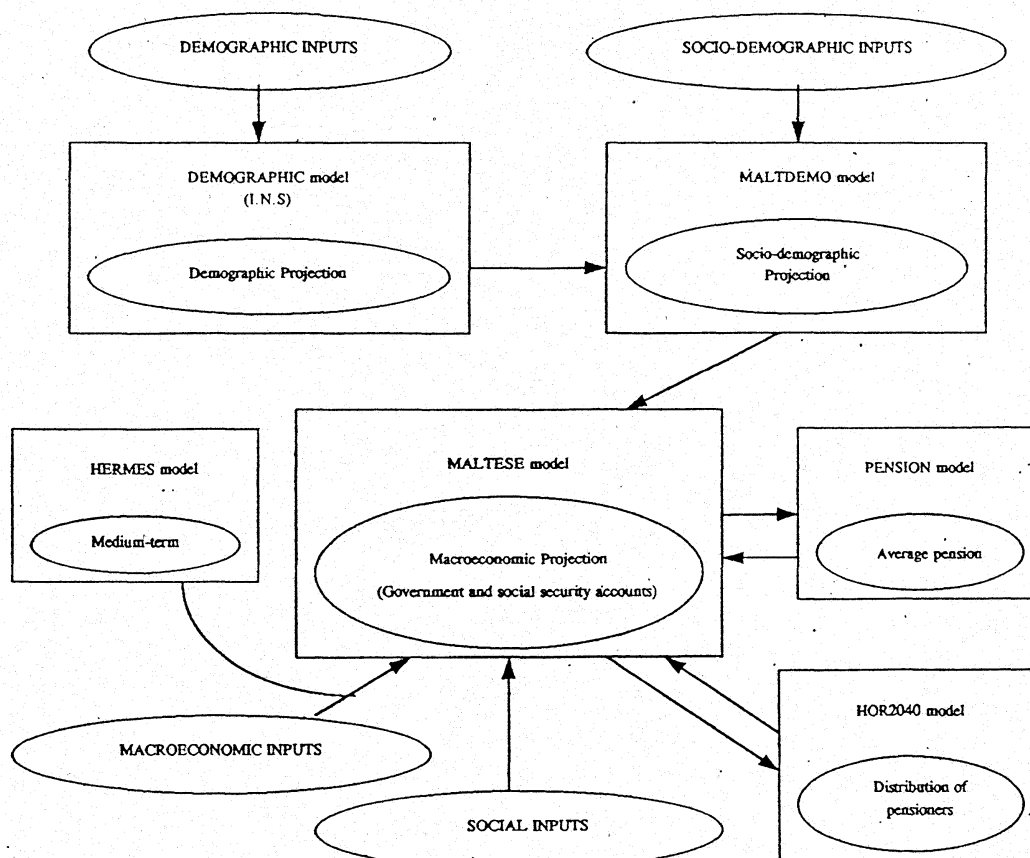 DEMOGRAPHIC INPUTS
SOCIO-DEMOGRAPHIC INPUTS
DEMOGRAPHIC model
(I.N.S)
Demographic Projection
MALTDEMO model
Socio-demographic
Projection
HERMES model
Medium-term
MALTESE model
Macroeconomic Projection
(Government and social security accounts)
PENSION model
Average pension
MACROECONOMIC INPUTS
SOCIAL INPUTS
HOR2040 model
Distribution of
pensioners